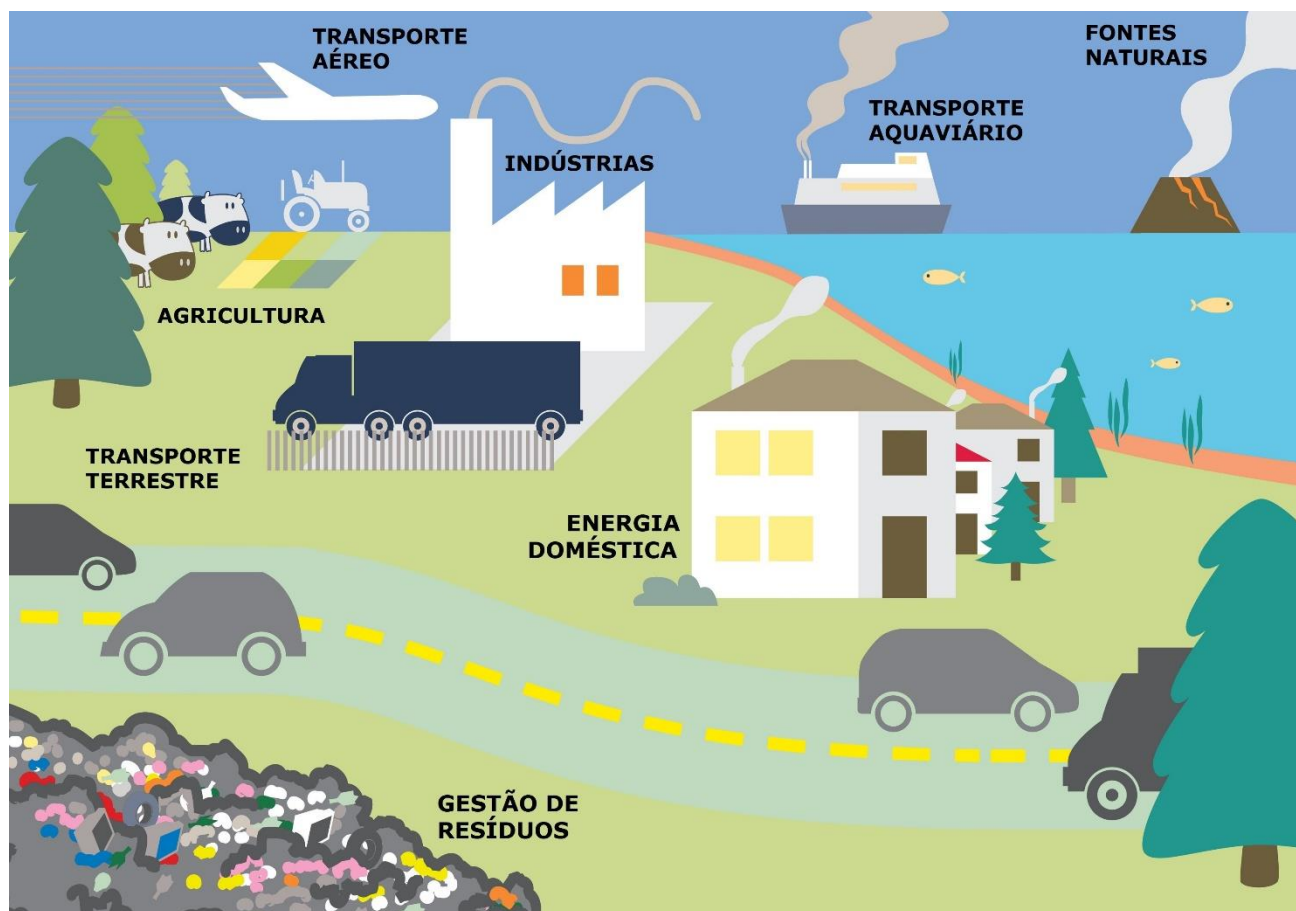 TRANSPORTE
AÉREO
FONTES
NATURAIS
TRANSPORTE
AQUAVIÁRIO
INDÚSTRIAS
AGRICULTURA
TRANSPORTE
TERRESTRE
ENERGIA
DOMÉSTICA
GESTÃO DE
RESÍDUOS